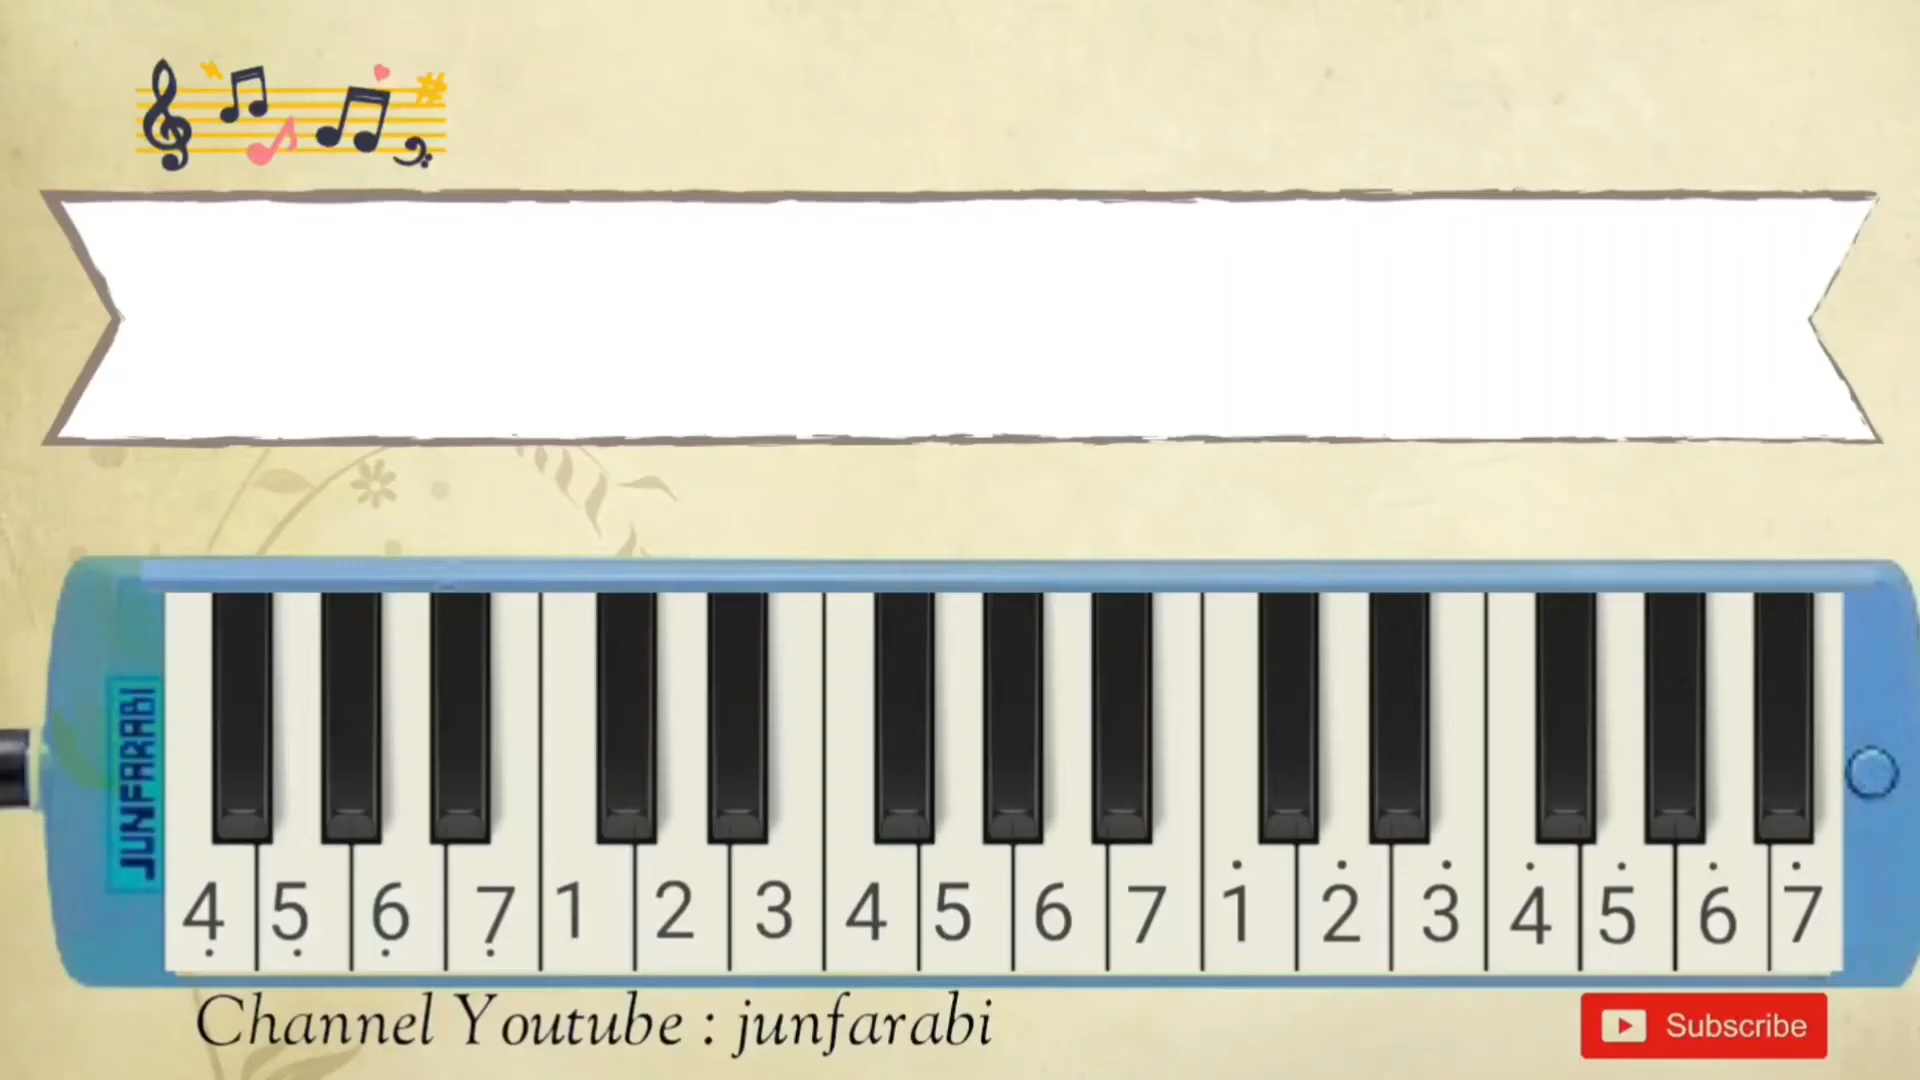 JUNFARABI
4̣ 5̣ 6̣ 7̣ 1 2 3 4 5 6 7 1̇ 2̇ 3̇ 4̇ 5̇ 6̇ 7̇
Channel Youtube : junfarabi
Subscribe